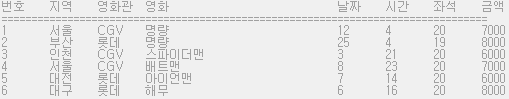 번호 지역 영화관 영화 날짜 시간 좌석 금액
================================================================
1 서울 CGV 명량 12 4 20 7000
2 부산 롯데 명량 25 4 19 8000
3 인천 CGV 스파이더맨 3 21 20 6000
4 서울 CGV 배트맨 8 23 20 7000
5 대전 롯데 아이언맨 7 14 20 6000
6 대구 롯데 해무 6 16 20 8000